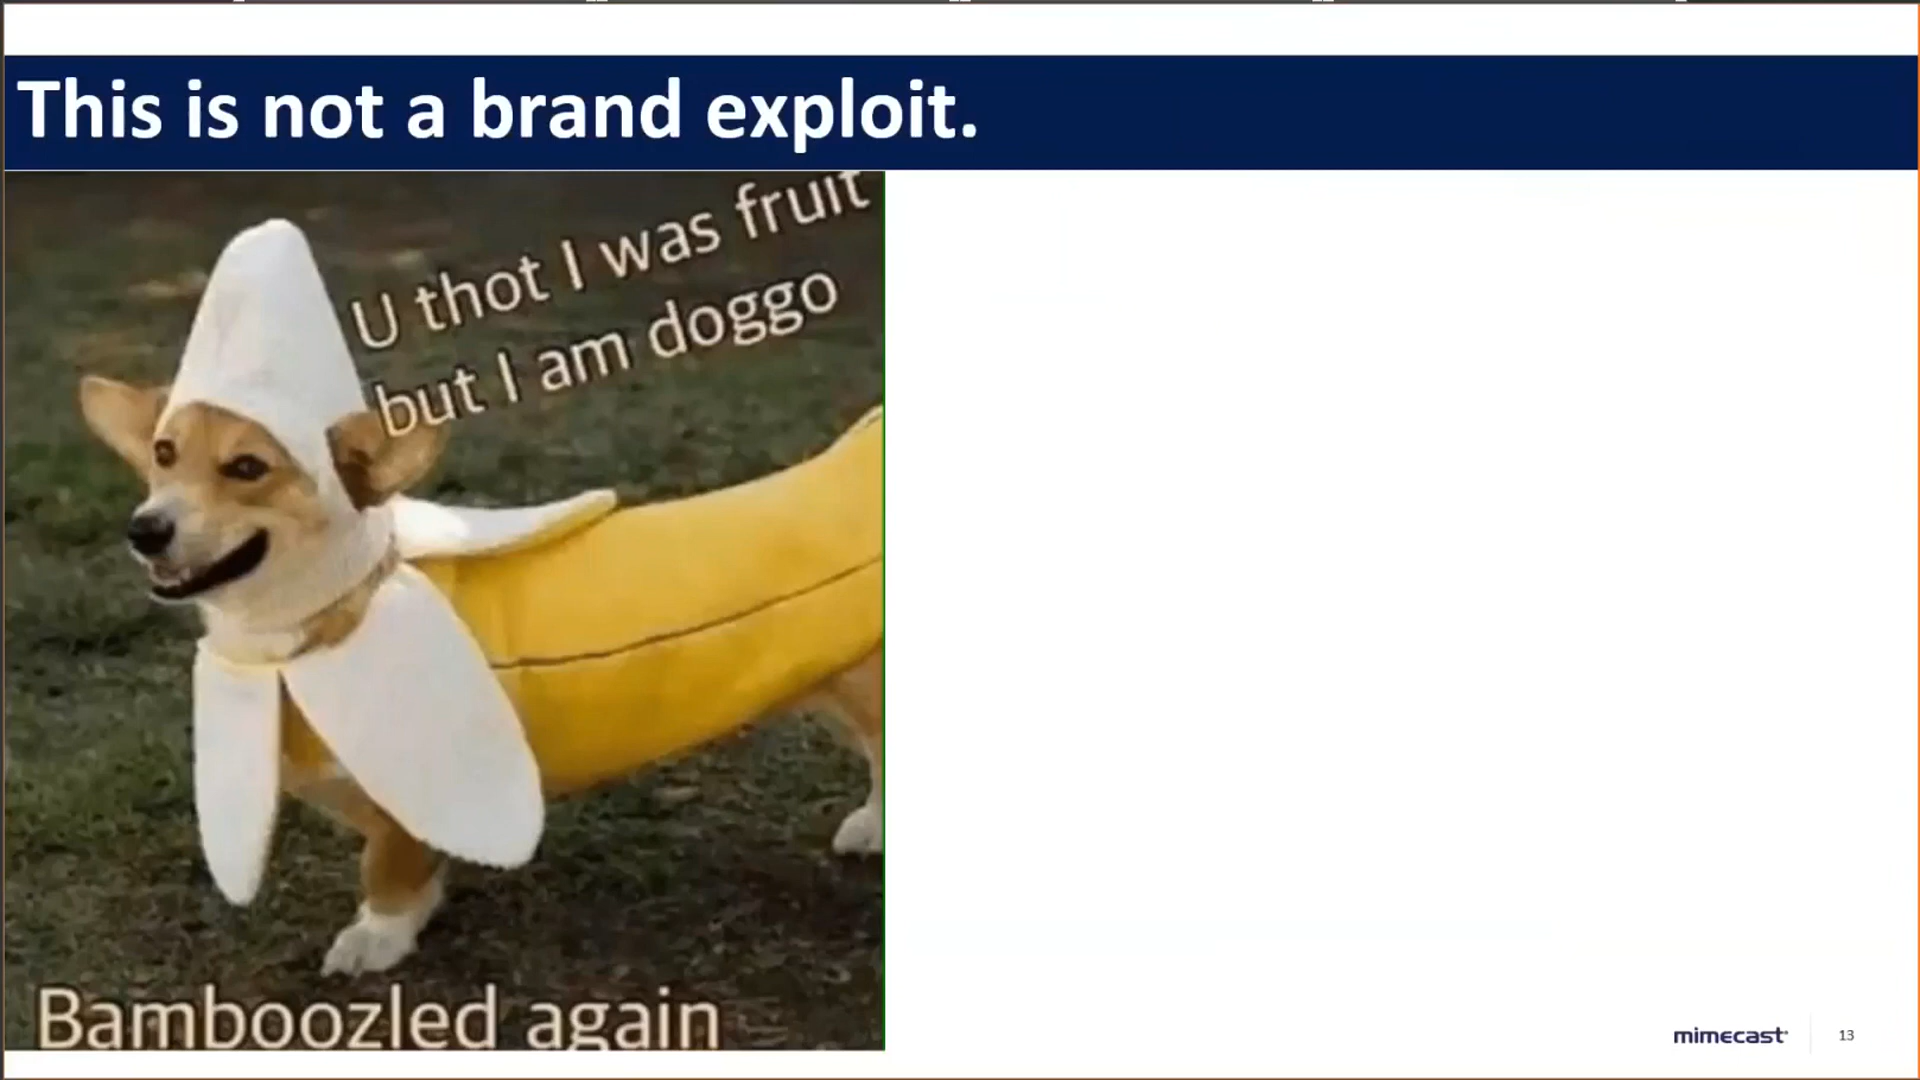 This is not a brand exploit.
U thot I was fruit
but I am doggo
Bamboozled again
mimecast
13